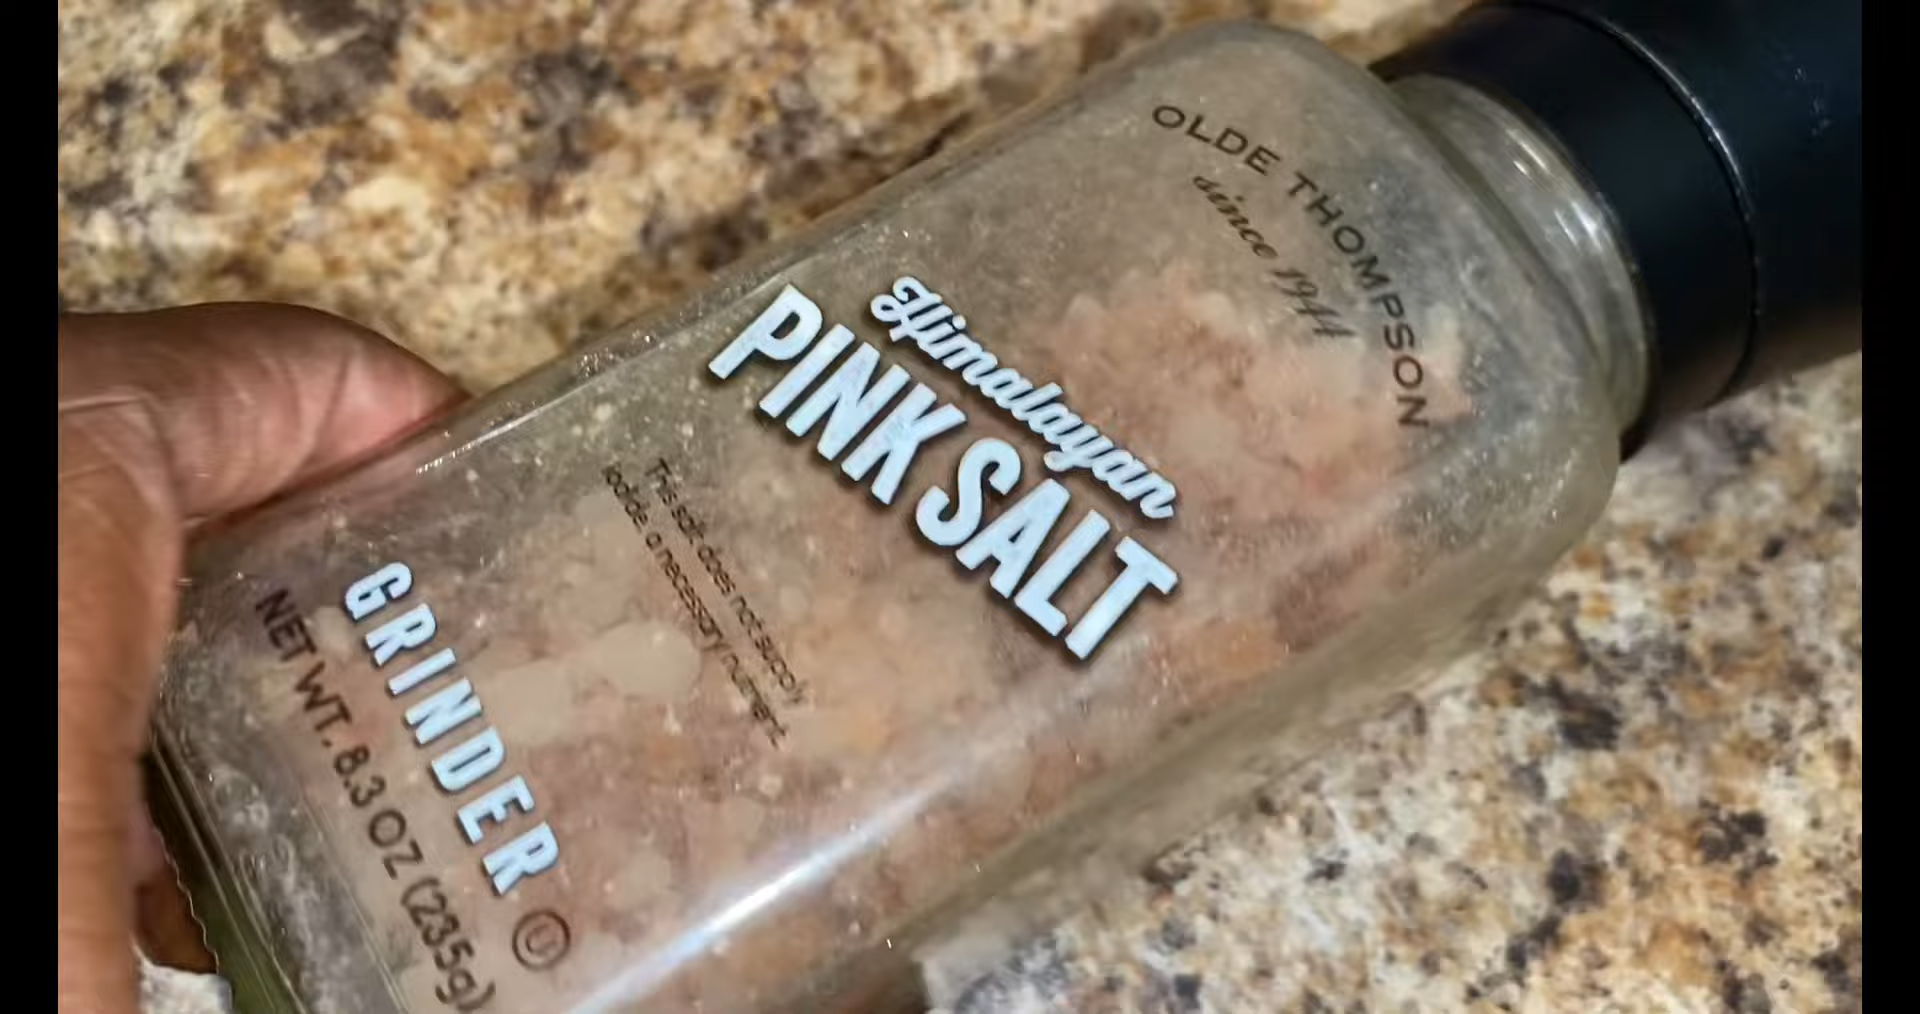 OLDE THOMPSON
since 1944
Himalayan
PINK SALT
This salt does not supply
iodide, a necessary nutrient.
GRINDER
NET WT. 8.3 OZ (235g)
U